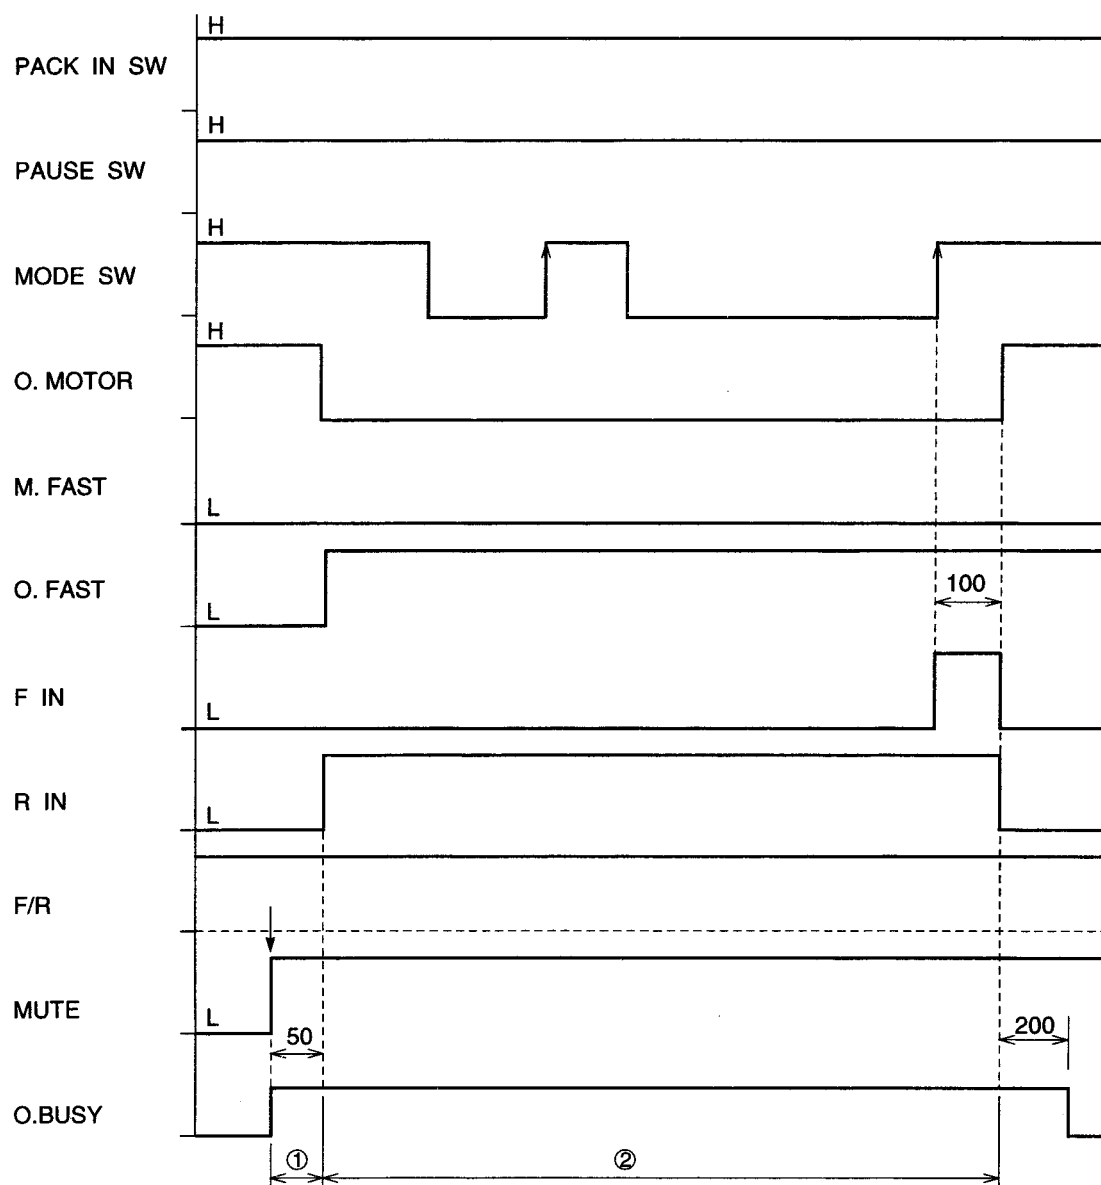 H
PACK IN SW
H
PAUSE SW
H
MODE SW
H
O. MOTOR
M. FAST
L
O. FAST
100
L
F IN
L
R IN
L
F/R
MUTE
L
50
200
O.BUSY
①
②